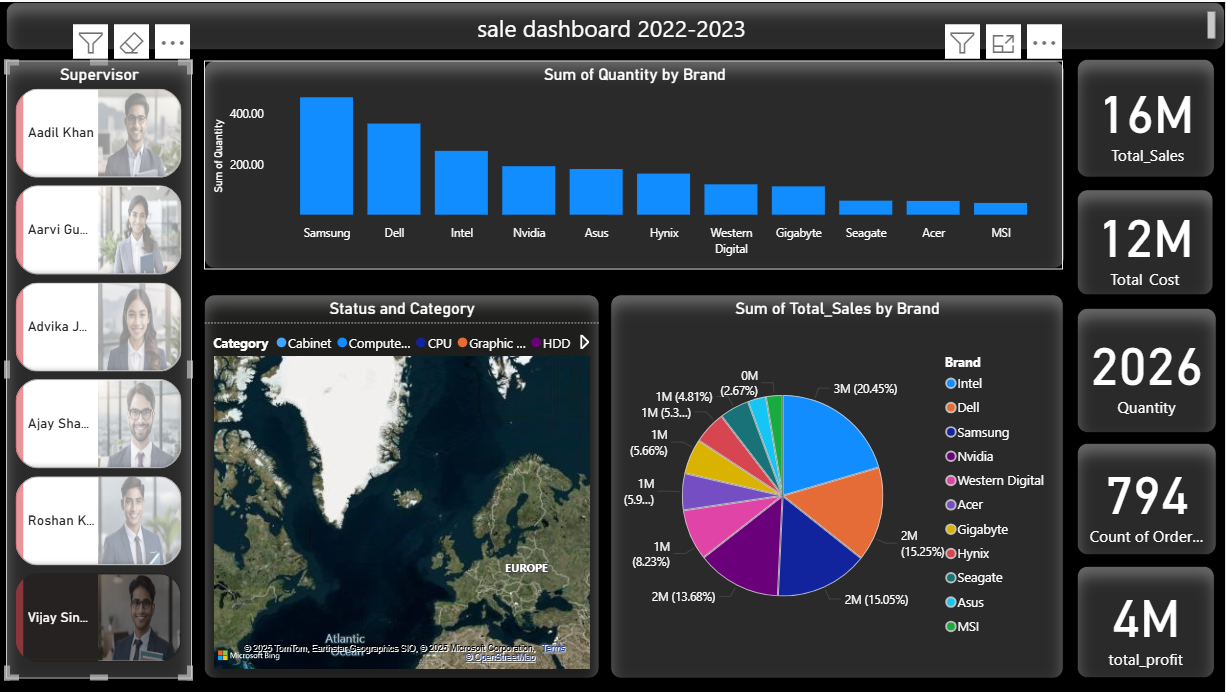 sale dashboard 2022-2023
Supervisor
Aadil Khan
Aarvi Gu...
Advika J...
Ajay Sha...
Roshan K...
Vijay Sin...
Sum of Quantity by Brand
Sum of Quantity
400.00
200.00
Samsung
Dell
Intel
Nvidia
Asus
Hynix
Western
Digital
Gigabyte
Seagate
Acer
MSI
Status and Category
Category Cabinet Compute... CPU Graphic ... HDD
EUROPE
Atlantic
Ocean
© 2025 TomTom, Earthstar Geographics SIO, © 2025 Microsoft Corporation, Terms
© OpenStreetMap
Microsoft Bing
Sum of Total_Sales by Brand
3M (20.45%)
2M
(15.25%)
2M (15.05%)
2M (13.68%)
1M
(8.23%)
1M
(5.9...)
1M
(5.66%)
1M (5.3...)
1M (4.81%)
0M
(2.67%)
Brand
Intel
Dell
Samsung
Nvidia
Western Digital
Acer
Gigabyte
Hynix
Seagate
Asus
MSI
16M
Total_Sales
12M
Total_Cost
2026
Quantity
794
Count of Order...
4M
total_profit